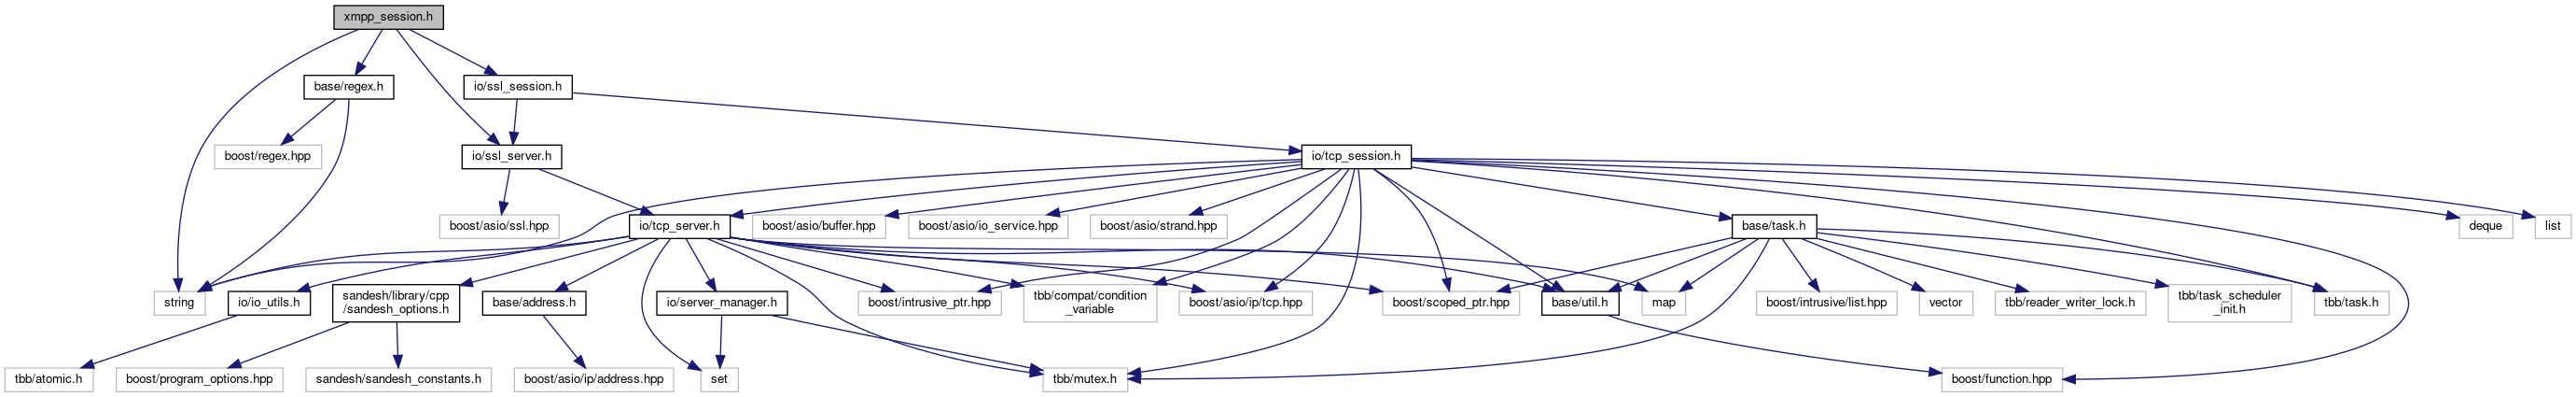 xmpp_session.h
base/regex.h
io/ssl_session.h
boost/regex.hpp
io/ssl_server.h
io/tcp_session.h
boost/asio/ssl.hpp
io/tcp_server.h
boost/asio/buffer.hpp
boost/asio/io_service.hpp
boost/asio/strand.hpp
base/task.h
deque
list
string
io/io_utils.h
sandesh/library/cpp
/sandesh_options.h
base/address.h
io/server_manager.h
boost/intrusive_ptr.hpp
tbb/compat/condition
_variable
boost/asio/ip/tcp.hpp
boost/scoped_ptr.hpp
base/util.h
map
boost/intrusive/list.hpp
vector
tbb/reader_writer_lock.h
tbb/task_scheduler
_init.h
tbb/task.h
tbb/atomic.h
boost/program_options.hpp
sandesh/sandesh_constants.h
boost/asio/ip/address.hpp
set
tbb/mutex.h
boost/function.hpp